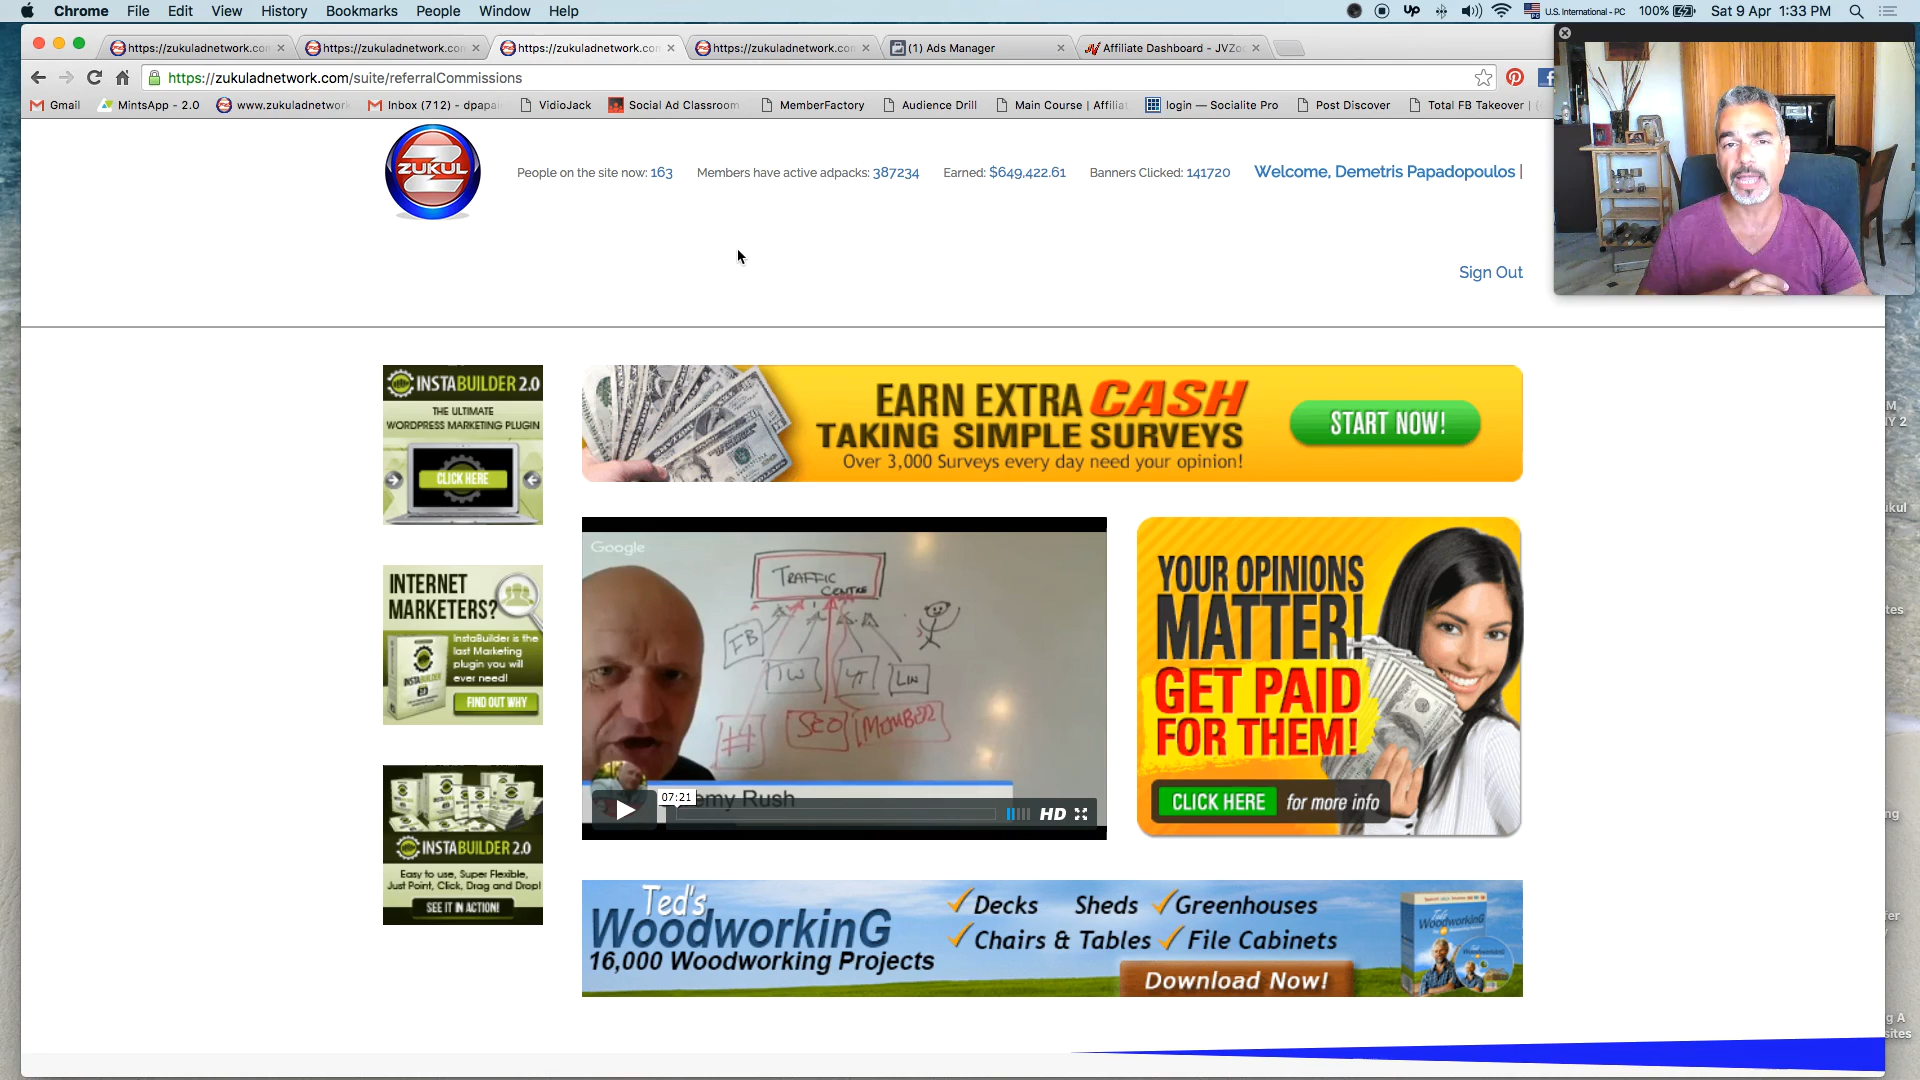 Chrome File Edit View History Bookmarks People Window Help
UP U.S. International - PC 100% Sat 9 Apr 1:33 PM
https://zukuladnetwork.con
https://zukuladnetwork.con
https://zukuladnetwork.con
https://zukuladnetwork.con
(1) Ads Manager
Affiliate Dashboard - JVZoo
https://zukuladnetwork.com/suite/referralCommissions
Gmail
MintsApp - 2.0
www.zukuladnetwork
Inbox (712) - dpapa
VidioJack
Social Ad Classroom
MemberFactory
Audience Drill
Main Course | Affilia
login — Socialite Pro
Post Discover
Total FB Takeover |
ZUKUL
People on the site now: 163
Members have active adpacks: 387234
Earned: $649,422.61
Banners Clicked: 141720
Welcome, Demetris Papadopoulos |
Sign Out
INSTABUILDER 2.0
THE ULTIMATE
WORDPRESS MARKETING PLUGIN
CLICK HERE
EARN EXTRA CASH
TAKING SIMPLE SURVEYS
Over 3,000 Surveys every day need your opinion!
START NOW!
INTERNET
MARKETERS?
InstaBuilder is the
last Marketing
plugin you will
ever need!
FIND OUT WHY
INSTABUILDER 2.0
Easy to use, Super Flexible,
Just Point, Click, Drag and Drop!
SEE IT IN ACTION!
Google
TRAFFIC
CENTRE
FB
TW
YT
LIN
#
SEO
MEMBER
07:21
emy Rush
HD
YOUR OPINIONS
MATTER!
GET PAID
FOR THEM!
CLICK HERE for more info
Ted's
WoodworkinG
16,000 Woodworking Projects
Decks Sheds Greenhouses
Chairs & Tables File Cabinets
Download Now!